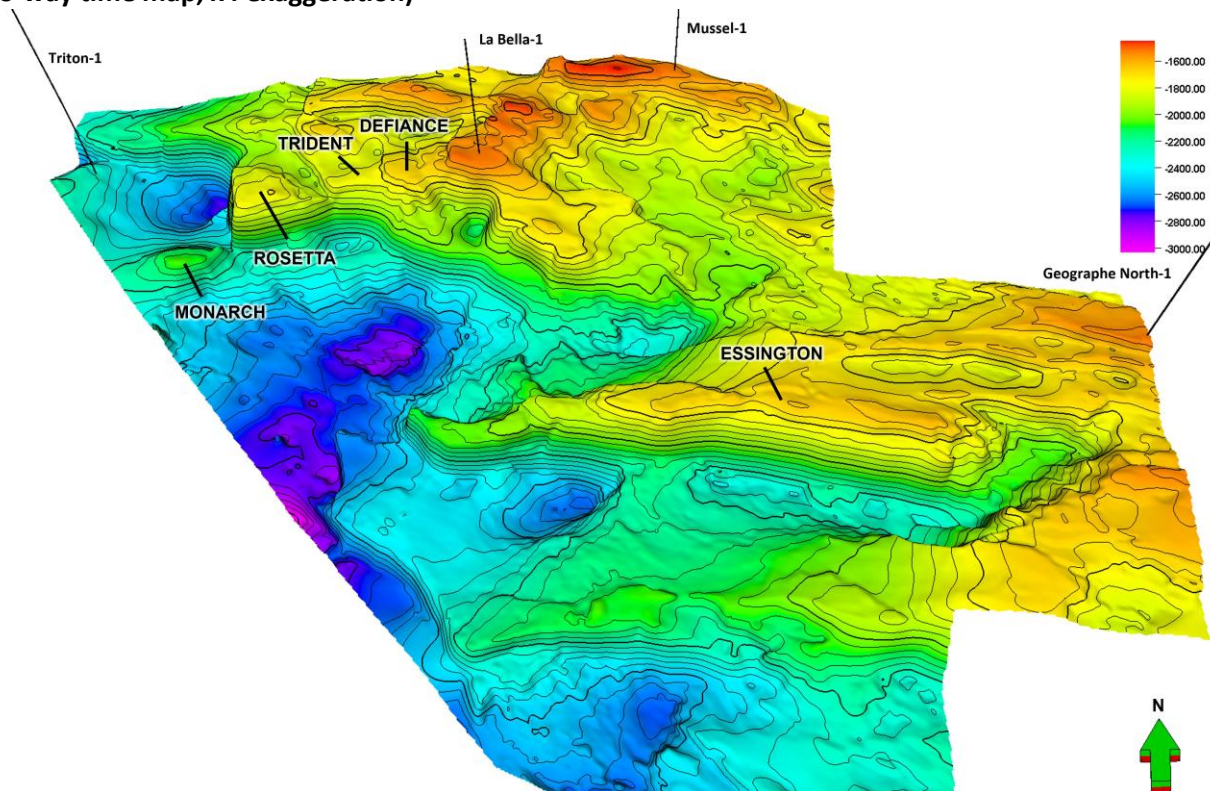 Triton-1
La Bella-1
Mussel-1
DEFIANCE
TRIDENT
ROSETTA
MONARCH
ESSINGTON
Geographe North-1
-1600.00
-1800.00
-2000.00
-2200.00
-2400.00
-2600.00
-2800.00
-3000.00
N